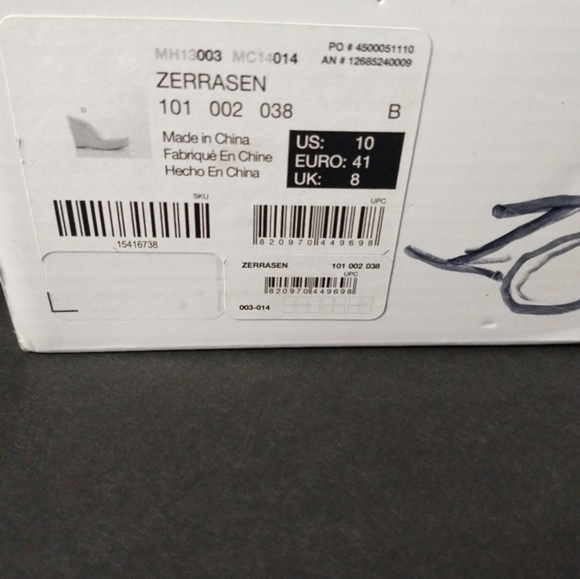 MH13003 MC14014
PO # 4500051110
AN # 12685240009
ZERRASEN
101 002 038 B
Made in China
Fabriqué En Chine
Hecho En China
US: 10
EURO: 41
UK: 8
SKU
15416738
UPC
820970449698
ZERRASEN 101 002 038
UPC
820970449698
003-014